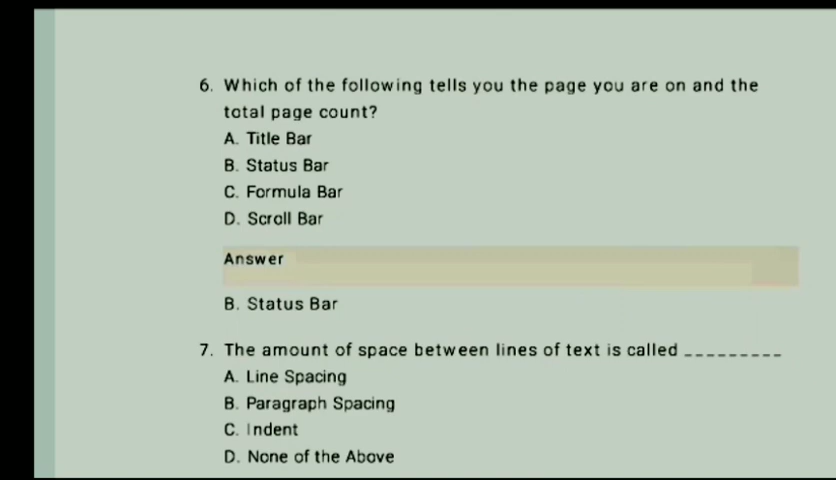 6. Which of the following tells you the page you are on and the
total page count?
A. Title Bar
B. Status Bar
C. Formula Bar
D. Scroll Bar
Answer
B. Status Bar
7. The amount of space between lines of text is called _________
A. Line Spacing
B. Paragraph Spacing
C. Indent
D. None of the Above